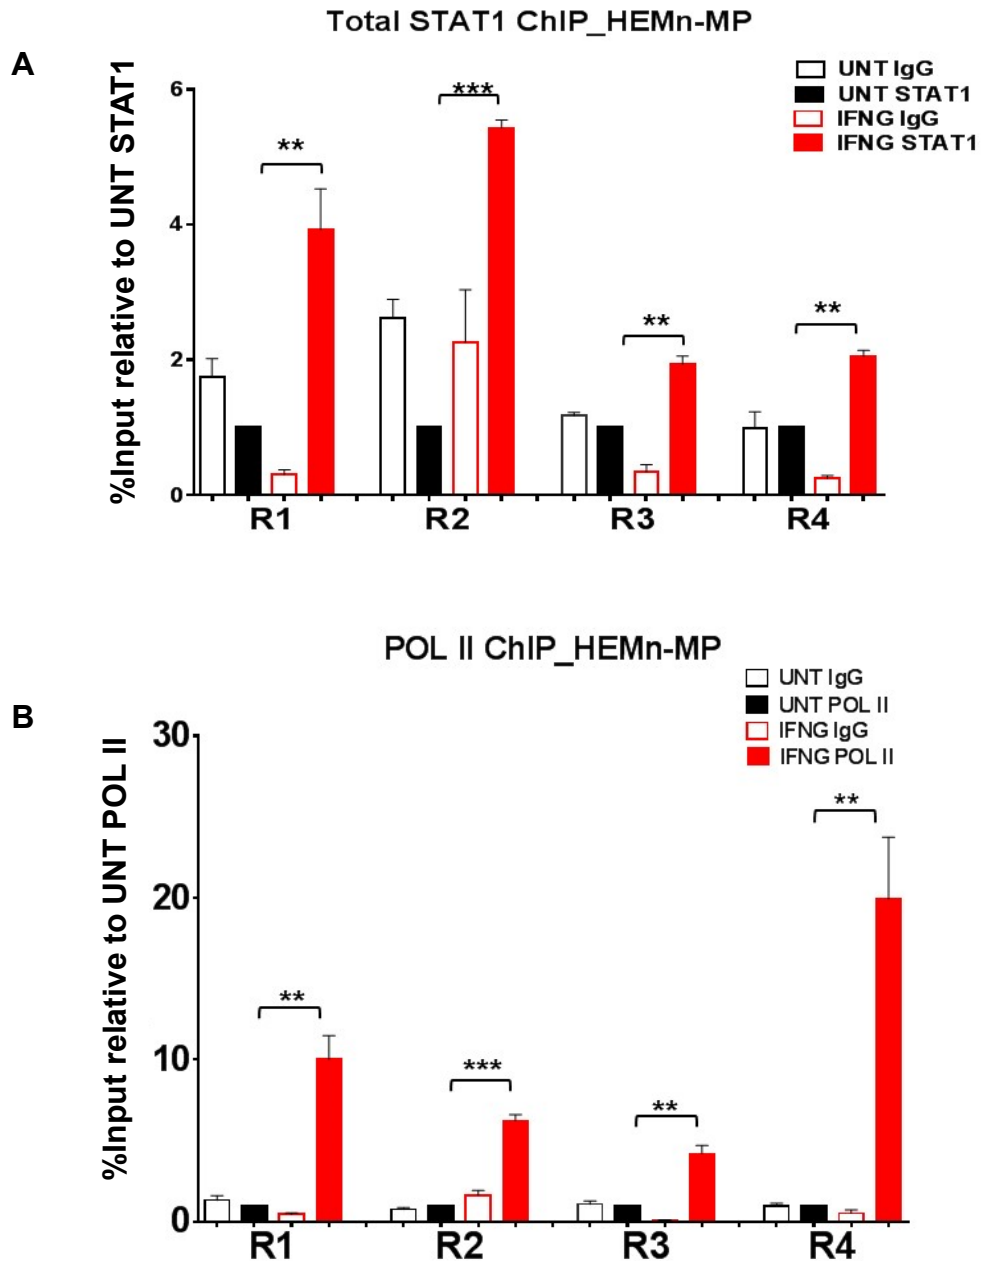 Total STAT1 ChIP_HEMn-MP
A
UNT IgG
UNT STAT1
IFNG IgG
IFNG STAT1
%Input relative to UNT STAT1
6
4
2
0
**
***
**
**
R1 R2 R3 R4
POL II ChIP_HEMn-MP
B
UNT IgG
UNT POL II
IFNG IgG
IFNG POL II
%Input relative to UNT POL II
30
20
10
0
**
***
**
**
R1 R2 R3 R4